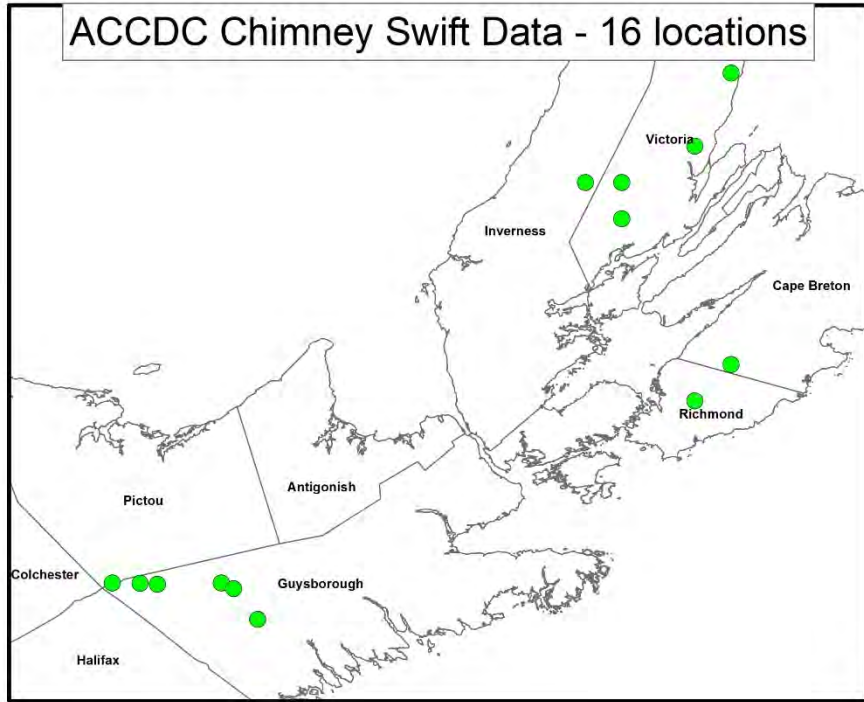 ACCDC Chimney Swift Data - 16 locations
Victoria
Inverness
Cape Breton
Richmond
Antigonish
Pictou
Colchester
Guysborough
Halifax